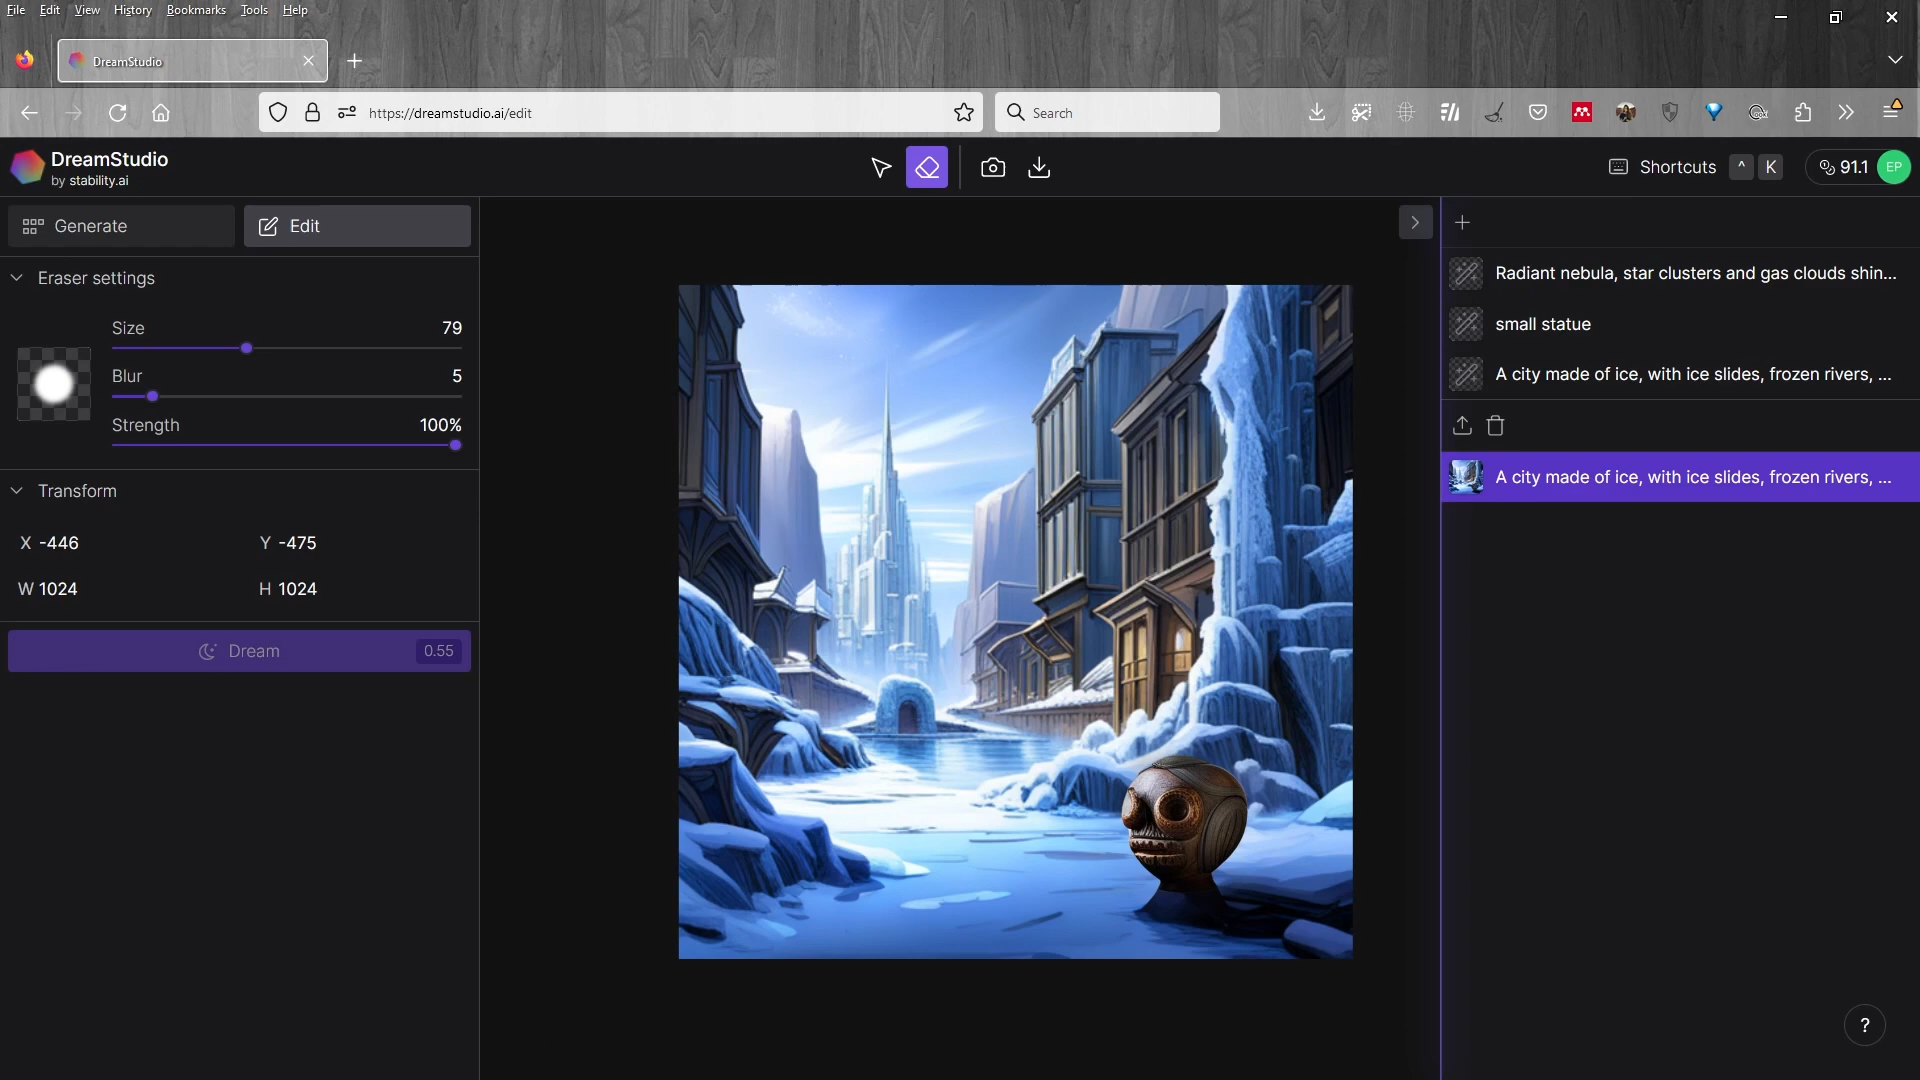 File Edit View History Bookmarks Tools Help
DreamStudio
https://dreamstudio.ai/edit
Search
DreamStudio
by stability.ai
Shortcuts ^ K
91.1 EP
Generate
Edit
Eraser settings
Size 79
Blur 5
Strength 100%
Transform
X -446 Y -475
W 1024 H 1024
Dream 0.55
Radiant nebula, star clusters and gas clouds shin...
small statue
A city made of ice, with ice slides, frozen rivers, ...
A city made of ice, with ice slides, frozen rivers, ...
?